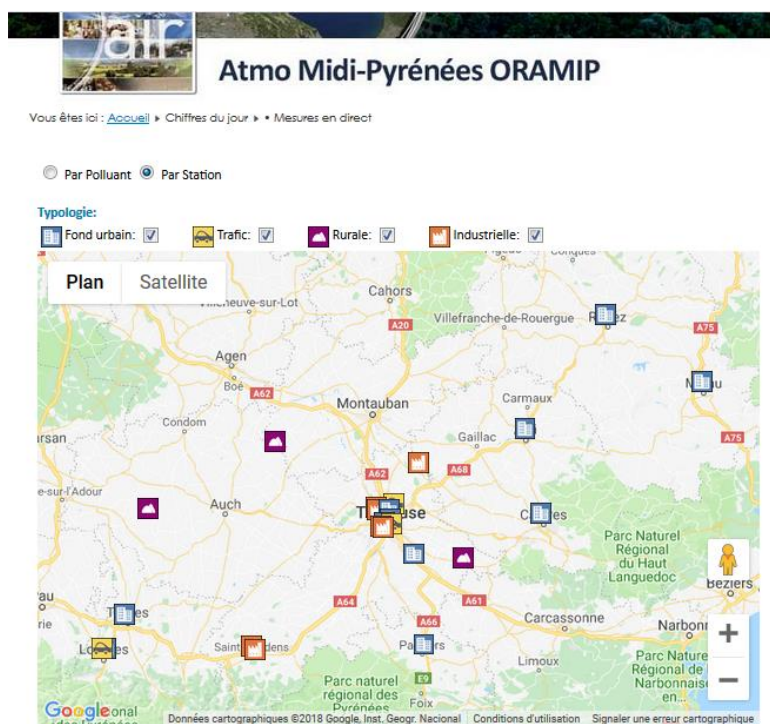 air
Atmo Midi-Pyrénées ORAMIP
Vous êtes ici : Accueil ▸ Chiffres du jour ▸ • Mesures en direct
Par Polluant Par Station
Typologie:
Fond urbain: Trafic: Rurale: Industrielle:
Plan Satellite
Cahors
A20
Villefranche-de-Rouergue
A75
Agen
Boé
A62
Montauban
Carmaux
Condom
Gaillac
A75
A62
A68
Auch
Parc Naturel
Régional
du Haut
Languedoc
Béziers
A64
A61
Carcassonne
A66
Limoux
Parc naturel
régional des
Pyrénées
E9
Foix
Google
Données cartographiques ©2018 Google, Inst. Geogr. Nacional Conditions d'utilisation Signaler une erreur cartographique